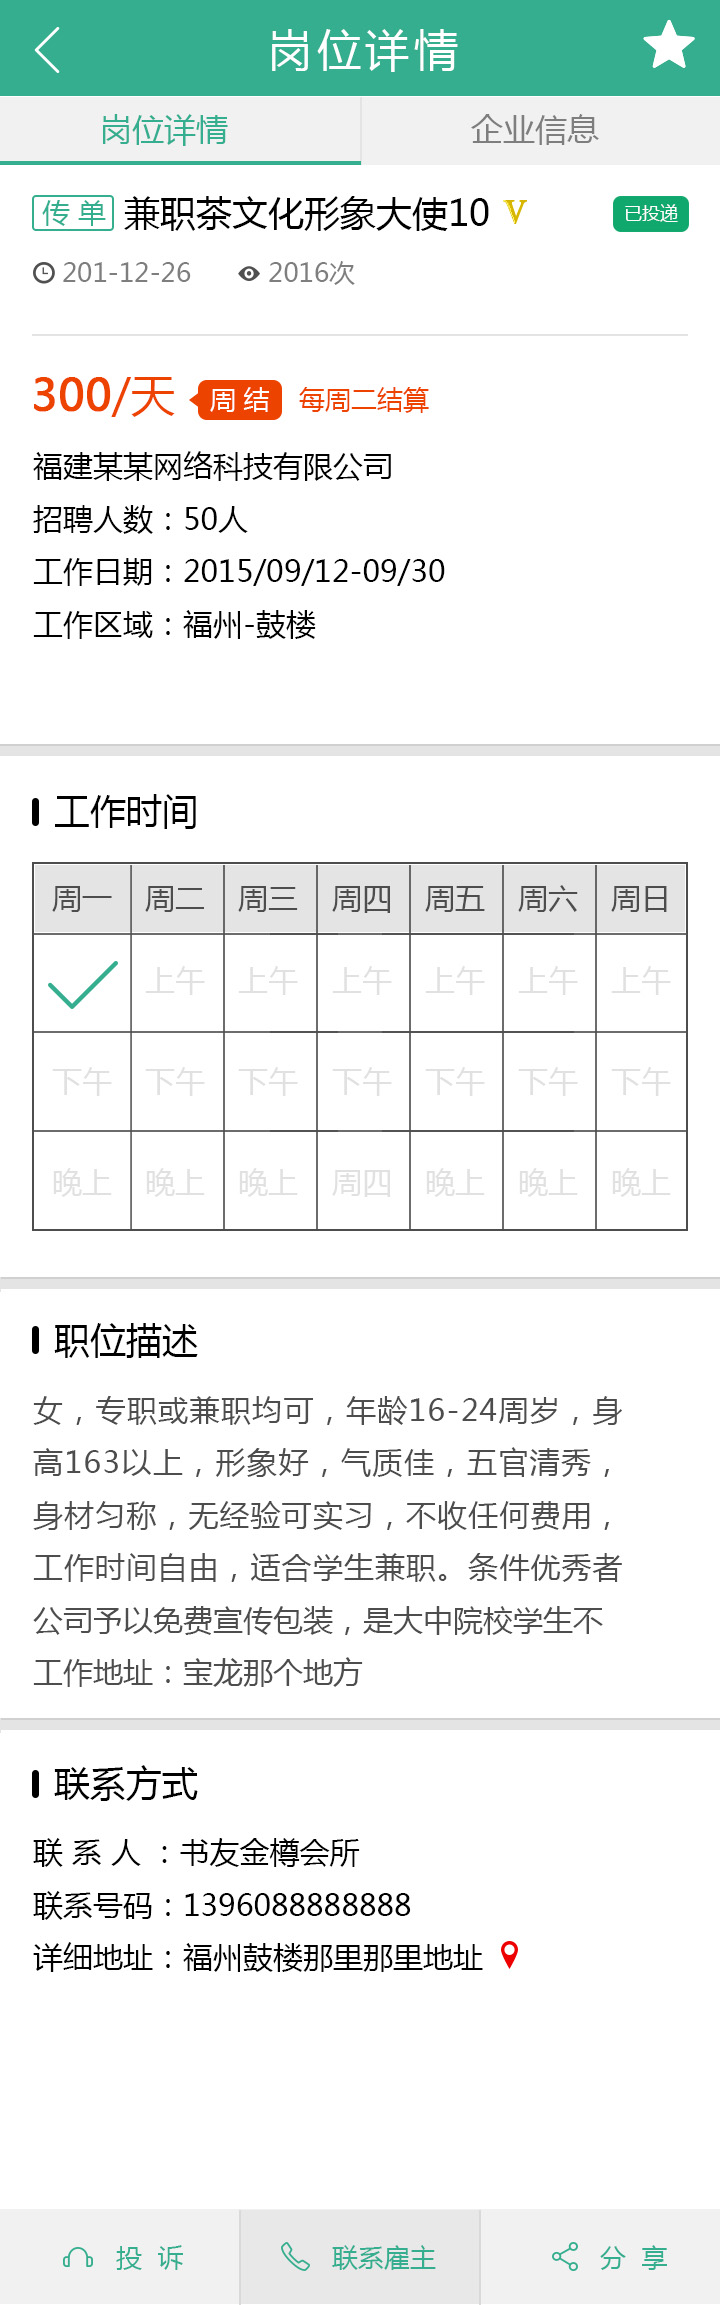 岗位详情
岗位详情 企业信息
传 单 兼职茶文化形象大使10 V 已投递
201-12-26 2016次
300/天 周 结 每周二结算
福建某某网络科技有限公司
招聘人数：50人
工作日期：2015/09/12-09/30
工作区域：福州-鼓楼
工作时间
周一 周二 周三 周四 周五 周六 周日
上午 上午 上午 上午 上午 上午
下午 下午 下午 下午 下午 下午 下午
晚上 晚上 晚上 周四 晚上 晚上 晚上
职位描述
女，专职或兼职均可，年龄16-24周岁，身
高163以上，形象好，气质佳，五官清秀，
身材匀称，无经验可实习，不收任何费用，
工作时间自由，适合学生兼职。条件优秀者
公司予以免费宣传包装，是大中院校学生不
工作地址：宝龙那个地方
联系方式
联 系 人 ：书友金樽会所
联系号码：1396088888888
详细地址：福州鼓楼那里那里地址
投 诉 联系雇主 分 享